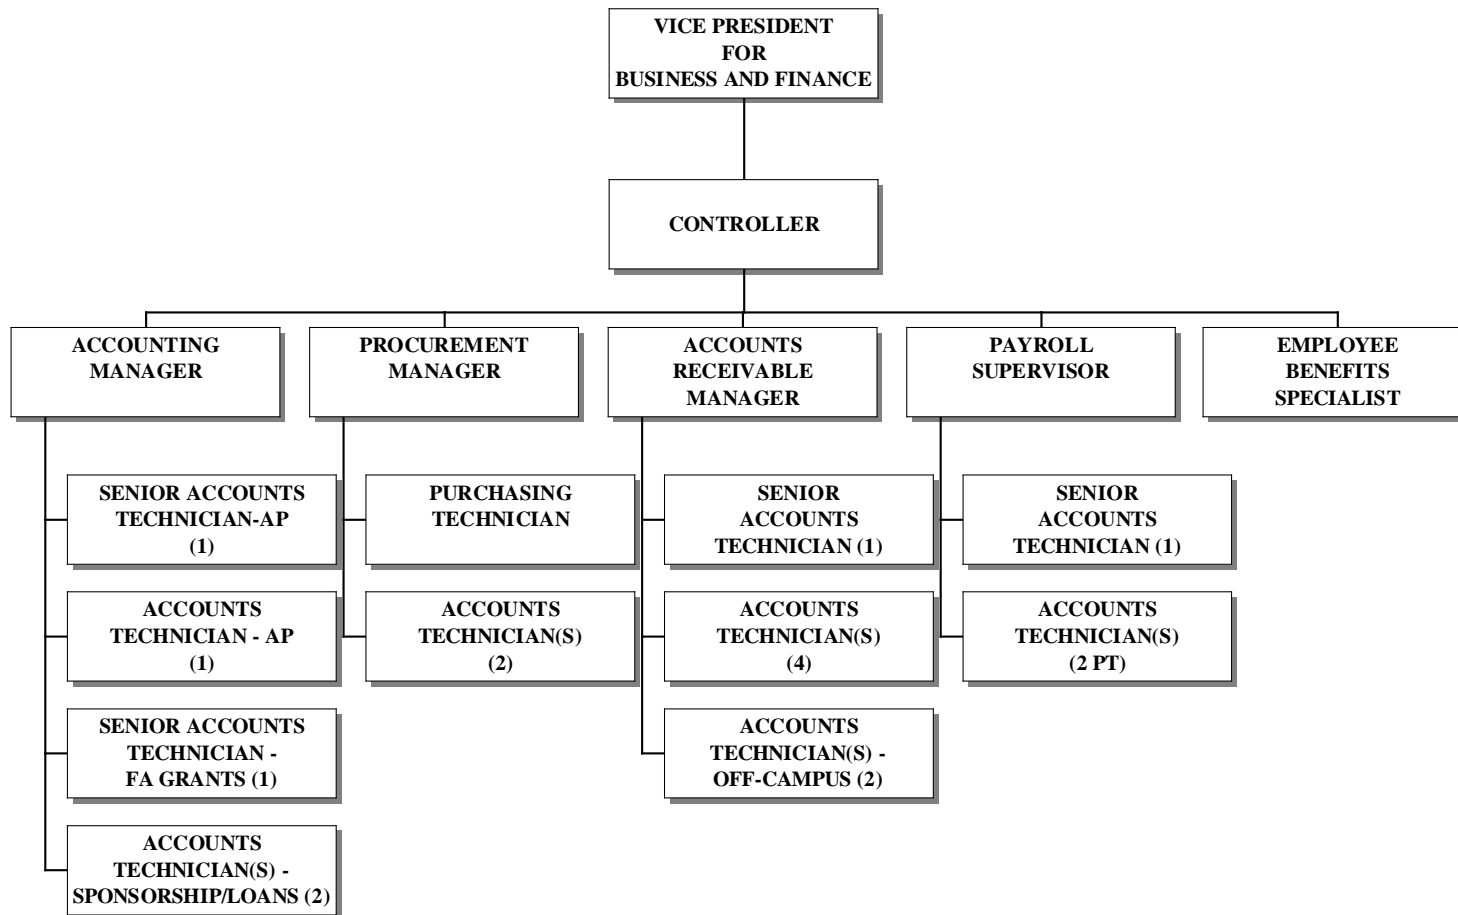 VICE PRESIDENT
FOR
BUSINESS AND FINANCE
CONTROLLER
ACCOUNTING
MANAGER
PROCUREMENT
MANAGER
ACCOUNTS
RECEIVABLE
MANAGER
PAYROLL
SUPERVISOR
EMPLOYEE
BENEFITS
SPECIALIST
SENIOR ACCOUNTS
TECHNICIAN-AP
(1)
PURCHASING
TECHNICIAN
SENIOR
ACCOUNTS
TECHNICIAN (1)
SENIOR
ACCOUNTS
TECHNICIAN (1)
ACCOUNTS
TECHNICIAN - AP
(1)
ACCOUNTS
TECHNICIAN(S)
(2)
ACCOUNTS
TECHNICIAN(S)
(4)
ACCOUNTS
TECHNICIAN(S)
(2 PT)
SENIOR ACCOUNTS
TECHNICIAN -
FA GRANTS (1)
ACCOUNTS
TECHNICIAN(S) -
OFF-CAMPUS (2)
ACCOUNTS
TECHNICIAN(S) -
SPONSORSHIP/LOANS (2)